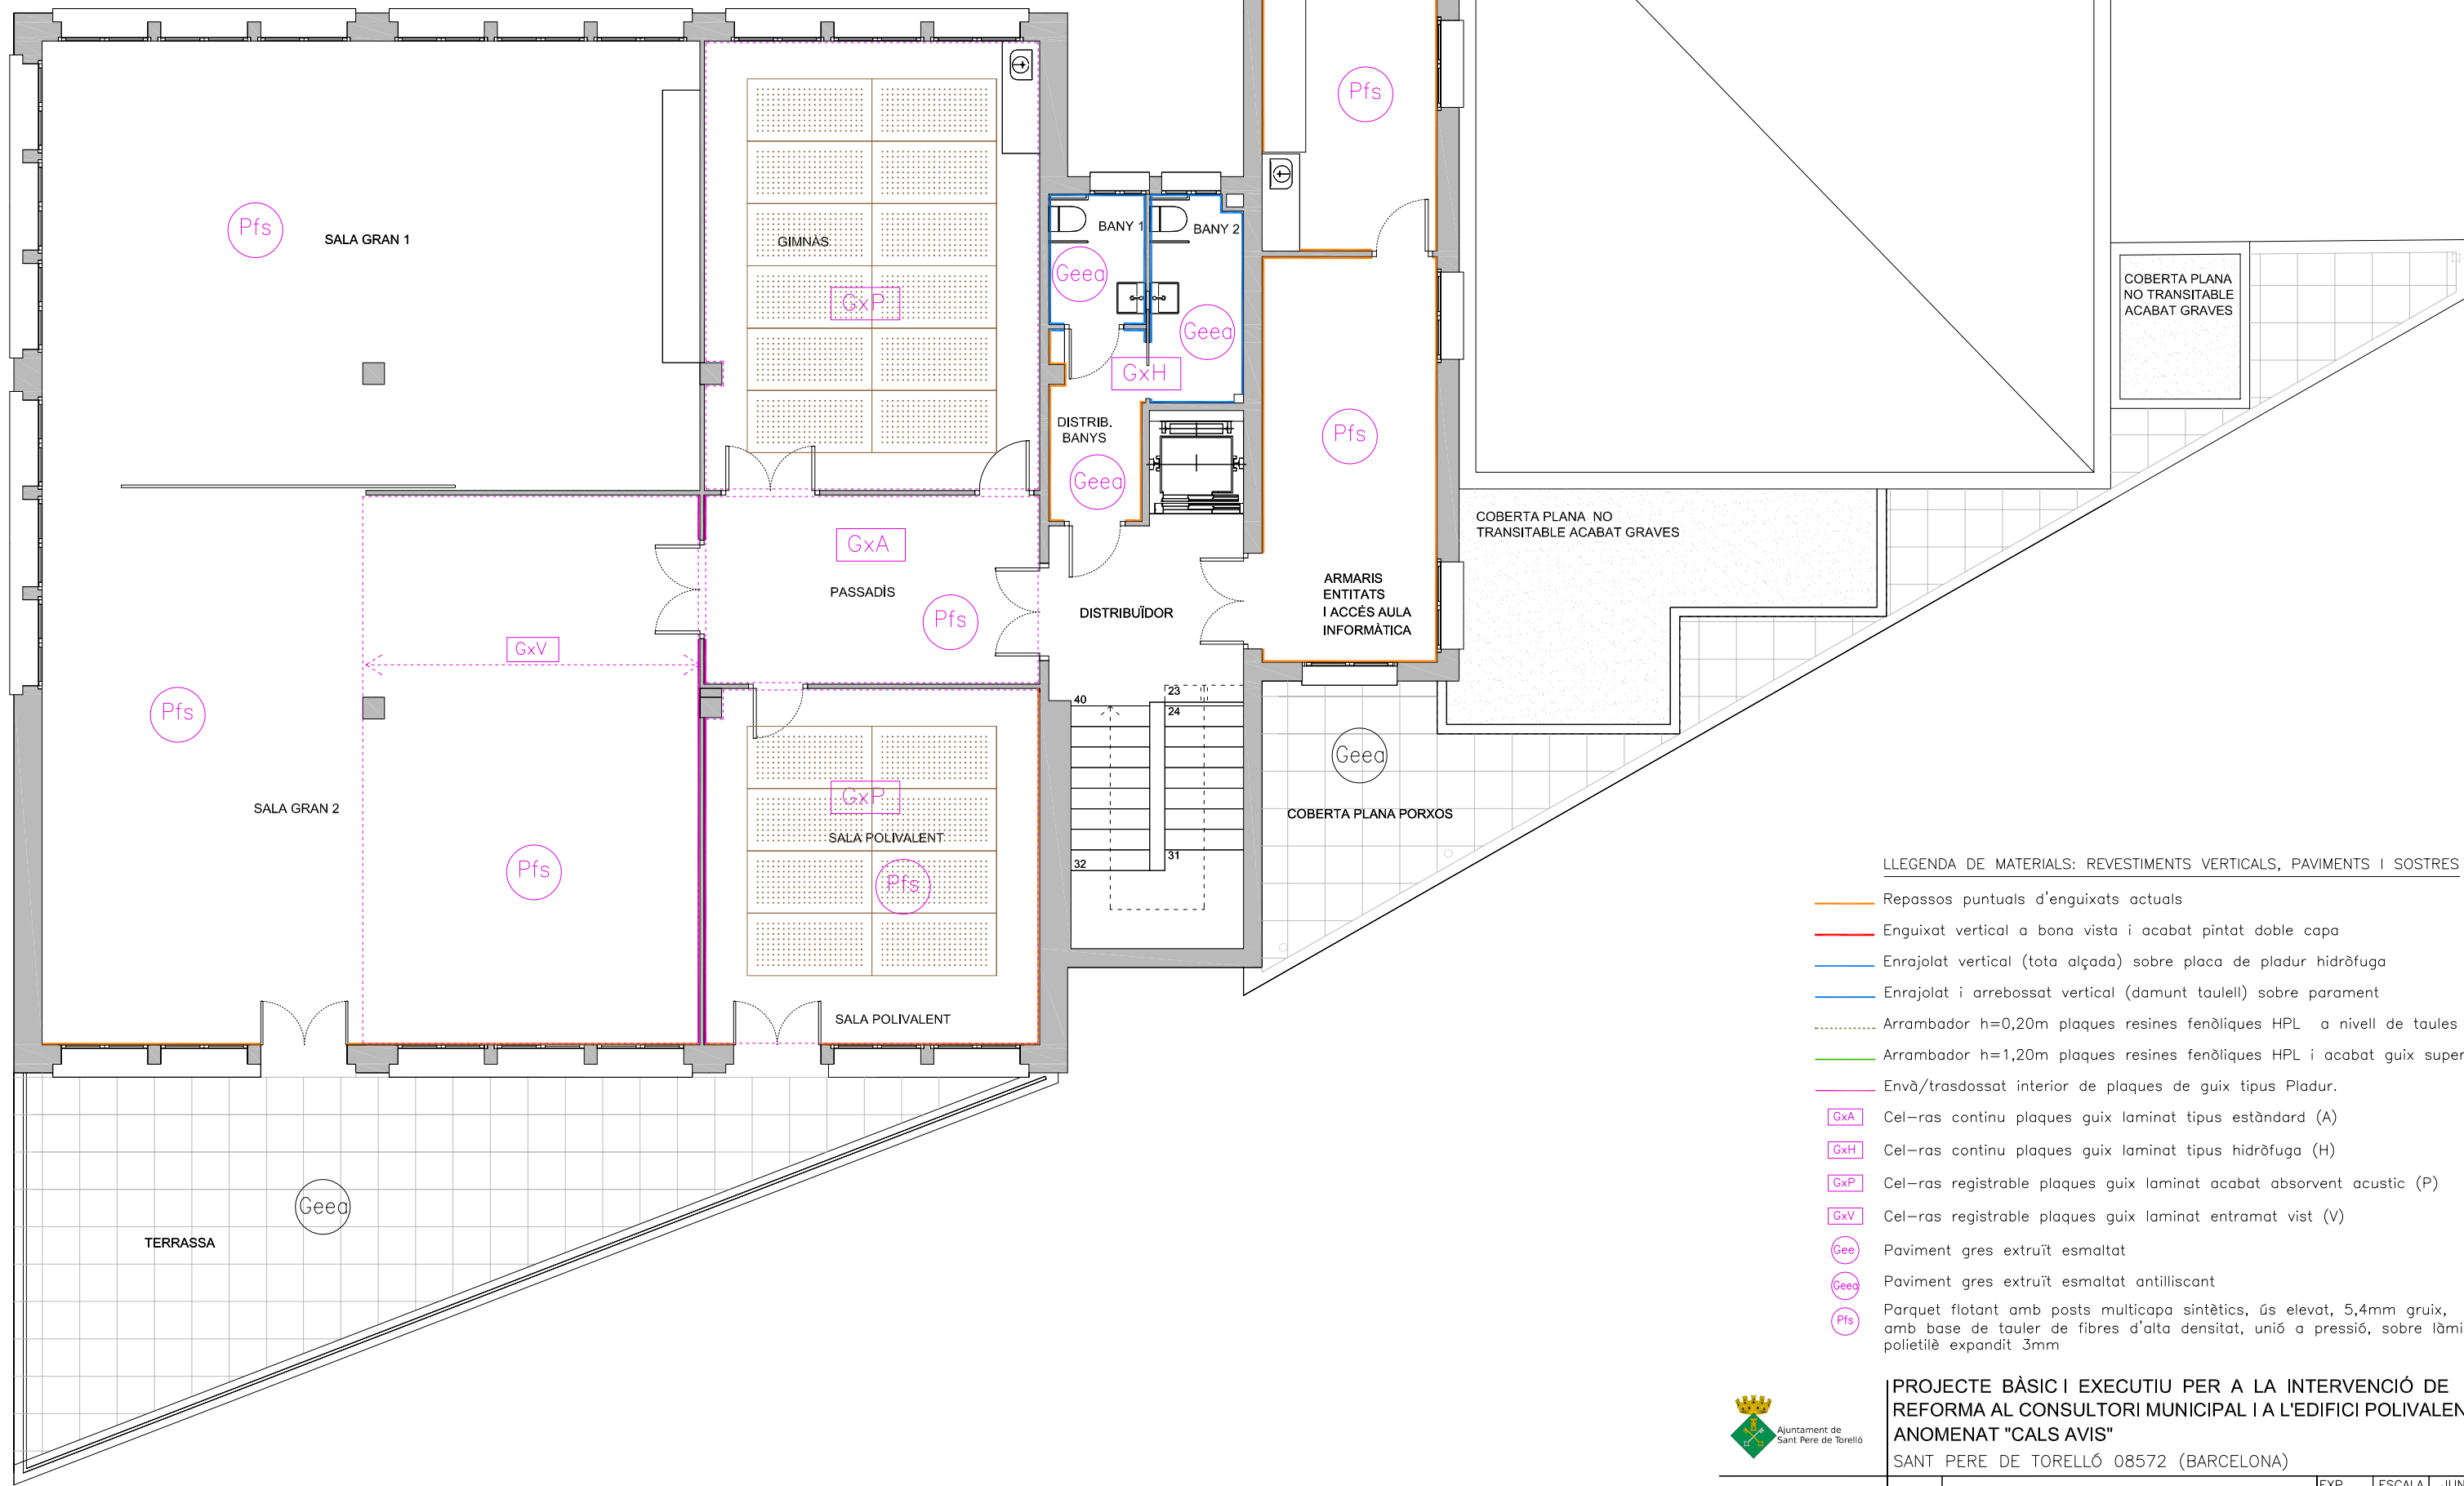 Pfs
Pfs
SALA GRAN 1
GIMNÀS
GxP
BANY 1
BANY 2
Geea
Geea
GxH
DISTRIB.
BANYS
Geea
Pfs
COBERTA PLANA
NO TRANSITABLE
ACABAT GRAVES
COBERTA PLANA NO
TRANSITABLE ACABAT GRAVES
GxA
PASSADÌS
Pfs
DISTRIBUÏDOR
ARMARIS
ENTITATS
I ACCÉS AULA
INFORMÀTICA
GxV
Pfs
40
23
24
32
31
Geea
COBERTA PLANA PORXOS
SALA GRAN 2
Pfs
GxP
SALA POLIVALENT
Pfs
SALA POLIVALENT
Geea
TERRASSA
LLEGENDA DE MATERIALS: REVESTIMENTS VERTICALS, PAVIMENTS I SOSTRES
Repassos puntuals d'enguixats actuals
Enguixat vertical a bona vista i acabat pintat doble capa
Enrajolat vertical (tota alçada) sobre placa de pladur hidròfuga
Enrajolat i arrebossat vertical (damunt taulell) sobre parament
Arrambador h=0,20m plaques resines fenòliques HPL a nivell de taules
Arrambador h=1,20m plaques resines fenòliques HPL i acabat guix super
Envà/trasdossat interior de plaques de guix tipus Pladur.
GxA Cel-ras continu plaques guix laminat tipus estàndard (A)
GxH Cel-ras continu plaques guix laminat tipus hidròfuga (H)
GxP Cel-ras registrable plaques guix laminat acabat absorvent acustic (P)
GxV Cel-ras registrable plaques guix laminat entramat vist (V)
Gee Paviment gres extruït esmaltat
Geea Paviment gres extruït esmaltat antilliscant
Pfs Parquet flotant amb posts multicapa sintètics, ús elevat, 5,4mm gruix,
amb base de tauler de fibres d'alta densitat, unió a pressió, sobre làmi
polietilè expandit 3mm
Ajuntament de
Sant Pere de Torelló
PROJECTE BÀSIC I EXECUTIU PER A LA INTERVENCIÓ DE
REFORMA AL CONSULTORI MUNICIPAL I A L'EDIFICI POLIVALEN
ANOMENAT "CALS AVIS"
SANT PERE DE TORELLÓ 08572 (BARCELONA)
EXP. ESCALA JUN